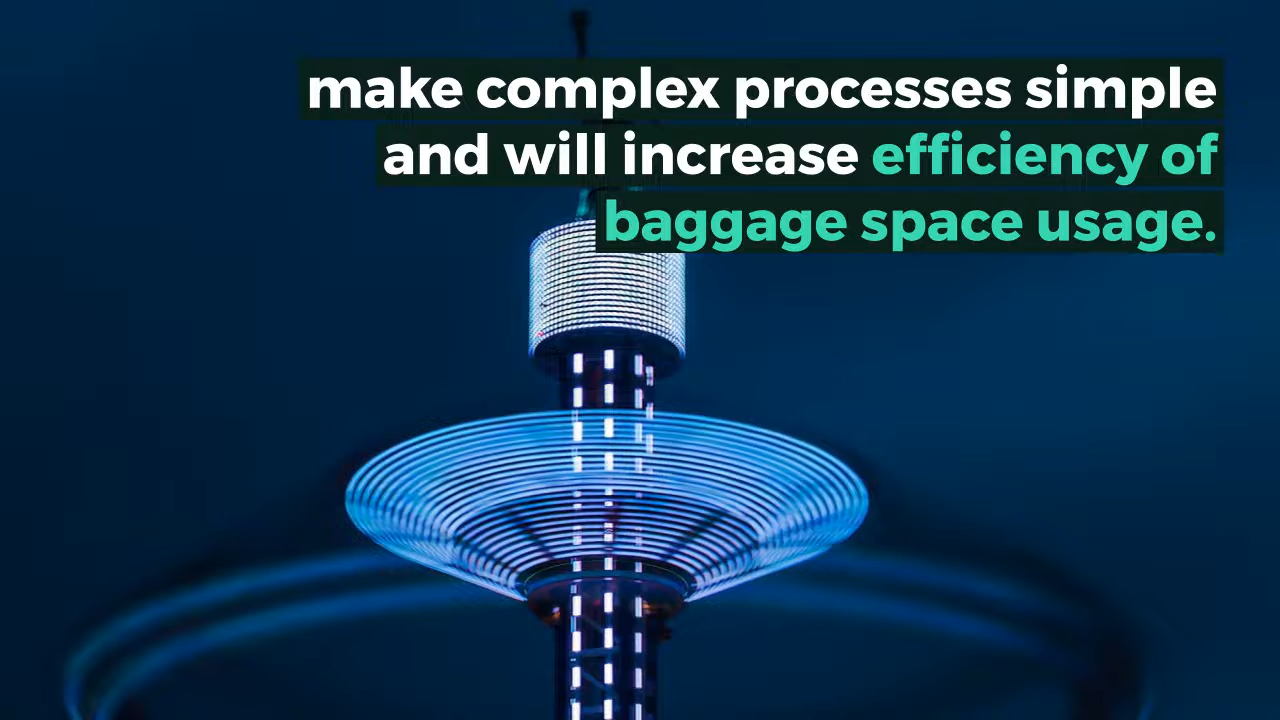 make complex processes simple
and will increase efficiency of
baggage space usage.